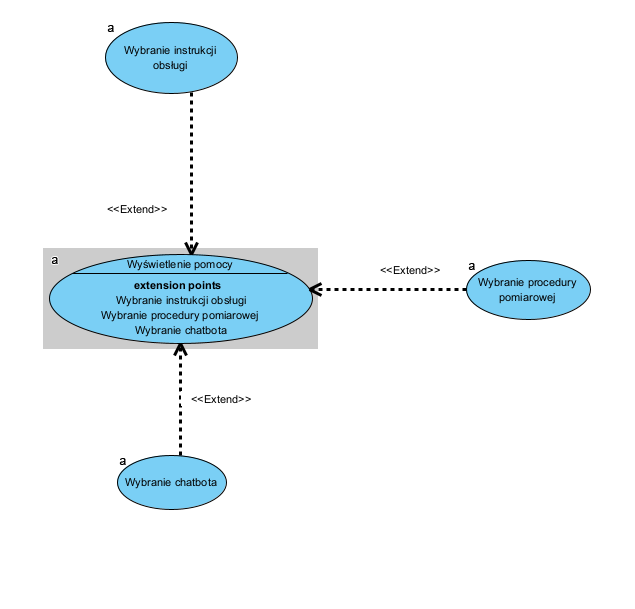 a
Wybranie instrukcji
obsługi
<<Extend>>
a
Wyświetlenie pomocy
extension points
Wybranie instrukcji obsługi
Wybranie procedury pomiarowej
Wybranie chatbota
<<Extend>>
a
Wybranie procedury
pomiarowej
<<Extend>>
a
Wybranie chatbota